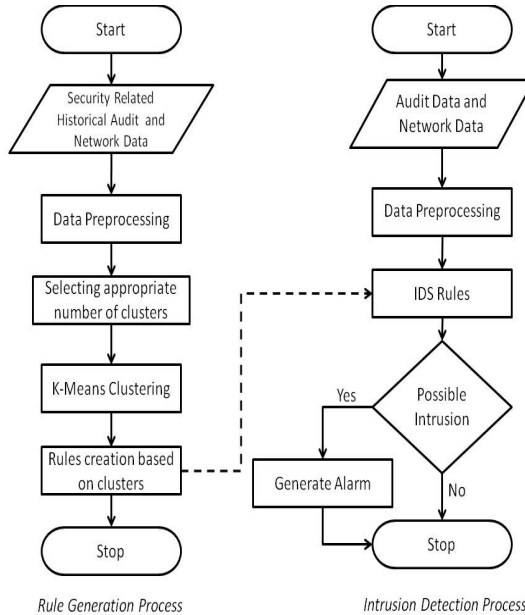 Start
Security Related
Historical Audit and
Network Data
Data Preprocessing
Selecting appropriate
number of clusters
K-Means Clustering
Rules creation based
on clusters
Stop
Rule Generation Process
Start
Audit Data and
Network Data
Data Preprocessing
IDS Rules
Possible
Intrusion
Yes
No
Generate Alarm
Stop
Intrusion Detection Process